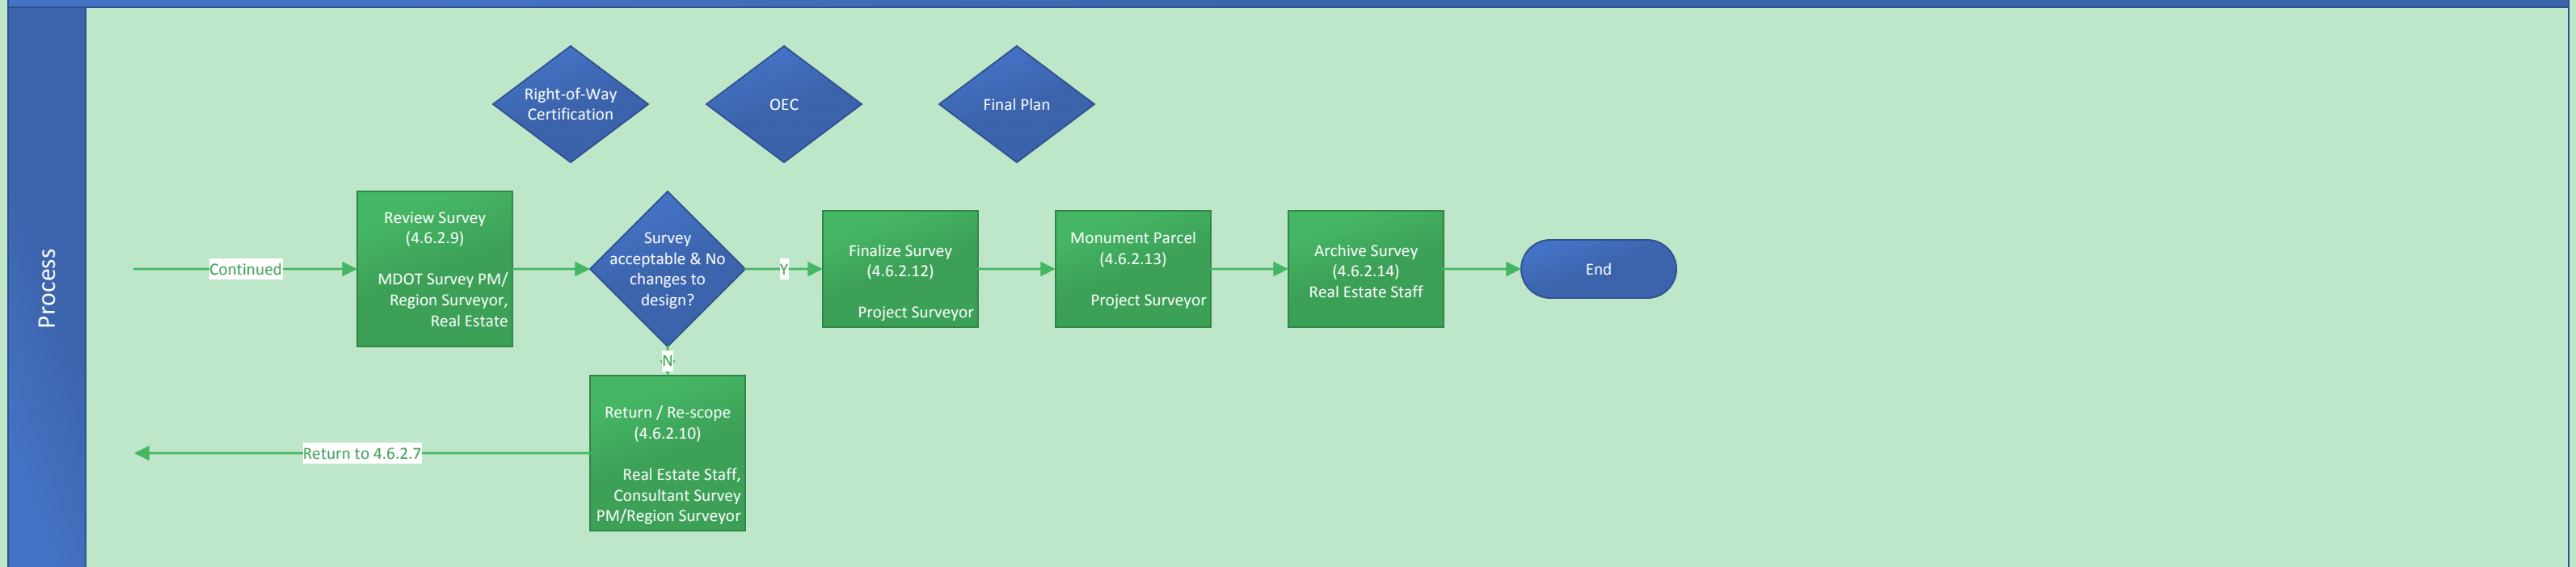 Process
Right-of-Way
Certification
OEC
Final Plan
Continued
Review Survey
(4.6.2.9)
MDOT Survey PM/
Region Surveyor,
Real Estate
Survey
acceptable & No
changes to
design?
Y
Finalize Survey
(4.6.2.12)
Project Surveyor
Monument Parcel
(4.6.2.13)
Project Surveyor
Archive Survey
(4.6.2.14)
Real Estate Staff
End
N
Return / Re-scope
(4.6.2.10)
Real Estate Staff,
Consultant Survey
PM/Region Surveyor
Return to 4.6.2.7